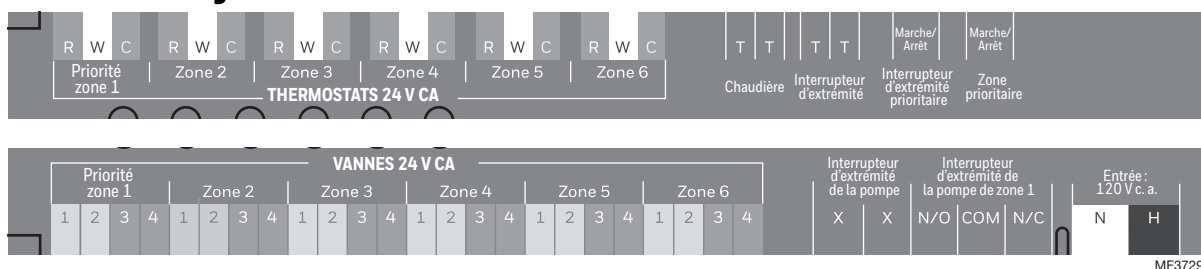 R W C R W C R W C R W C R W C R W C
Priorité
zone 1
Zone 2 Zone 3 Zone 4 Zone 5 Zone 6
THERMOSTATS 24 V CA
T T T T
Marche/
Arrêt
Marche/
Arrêt
Chaudière
Interrupteur
d'extrémité
Interrupteur
d'extrémité
prioritaire
Zone
prioritaire
VANNES 24 V CA
Priorité
zone 1
Zone 2 Zone 3 Zone 4 Zone 5 Zone 6
1 2 3 4 1 2 3 4 1 2 3 4 1 2 3 4 1 2 3 4 1 2 3 4
Interrupteur
d'extrémité
de la pompe
X X
Interrupteur
d'extrémité de
la pompe de zone 1
N/O COM N/C
Entrée :
120 V c. a.
N H
MF37298